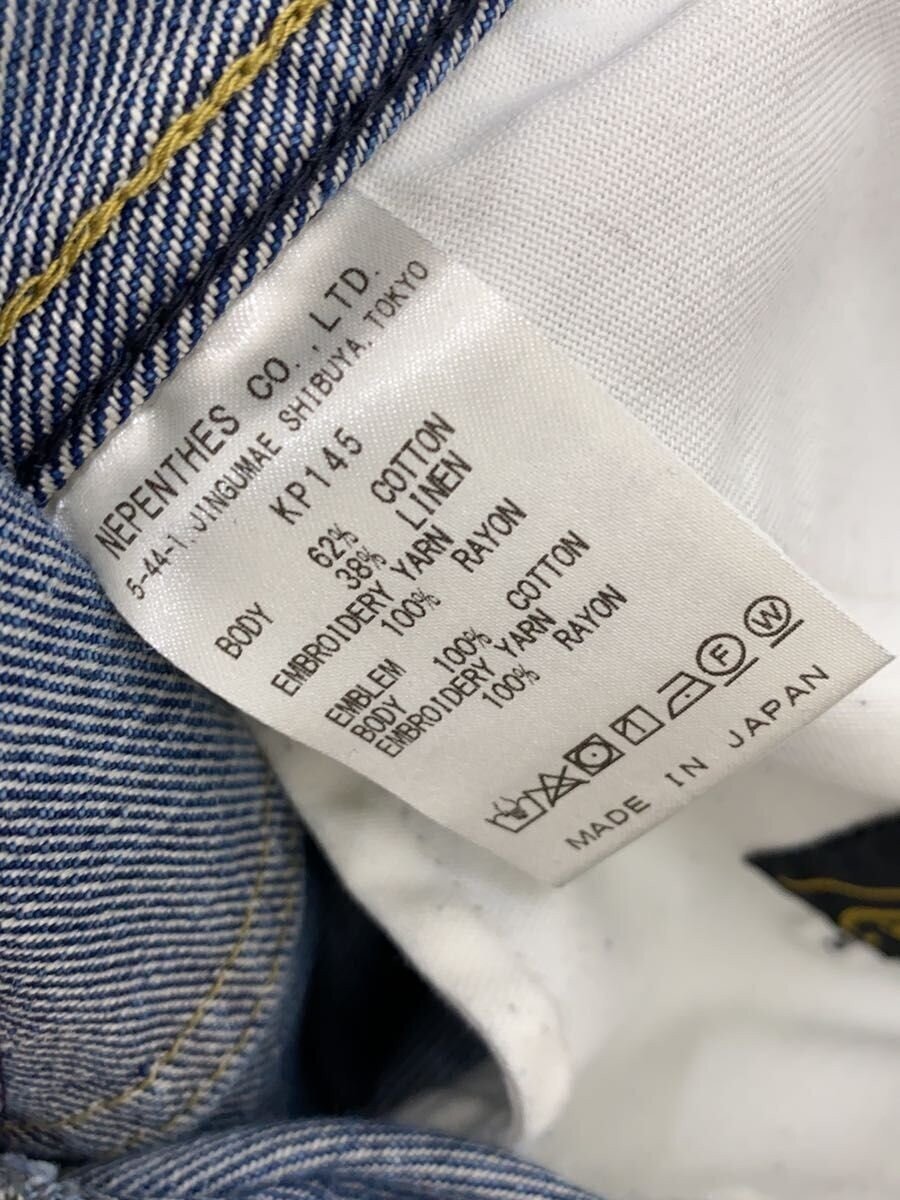 NEPENTHES CO.,LTD.
5-44-1,JINGUMAE SHIBUYA,TOKYO
KP145
BODY 62% COTTON
38% LINEN
EMBROIDERY YARN
100% RAYON
EMBLEM
BODY 100% COTTON
EMBROIDERY YARN
100% RAYON
F W
MADE IN JAPAN